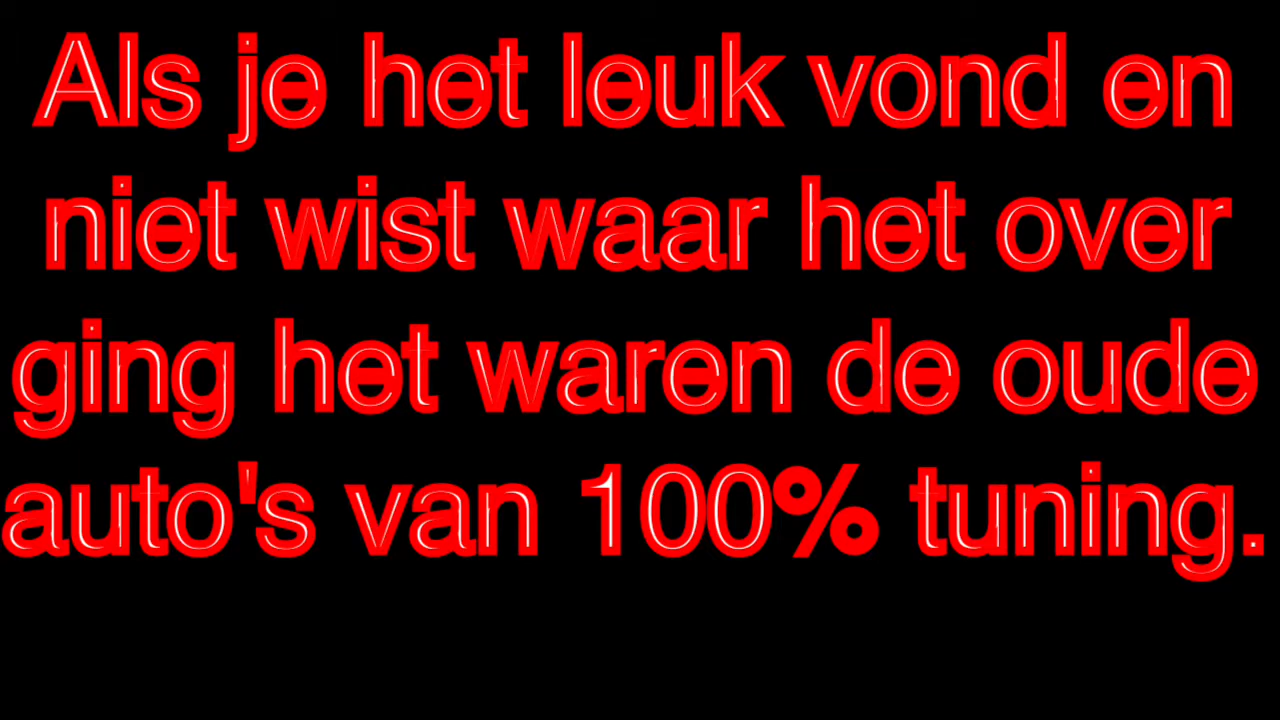 Als je het leuk vond en
niet wist waar het over
ging het waren de oude
auto's van 100% tuning.